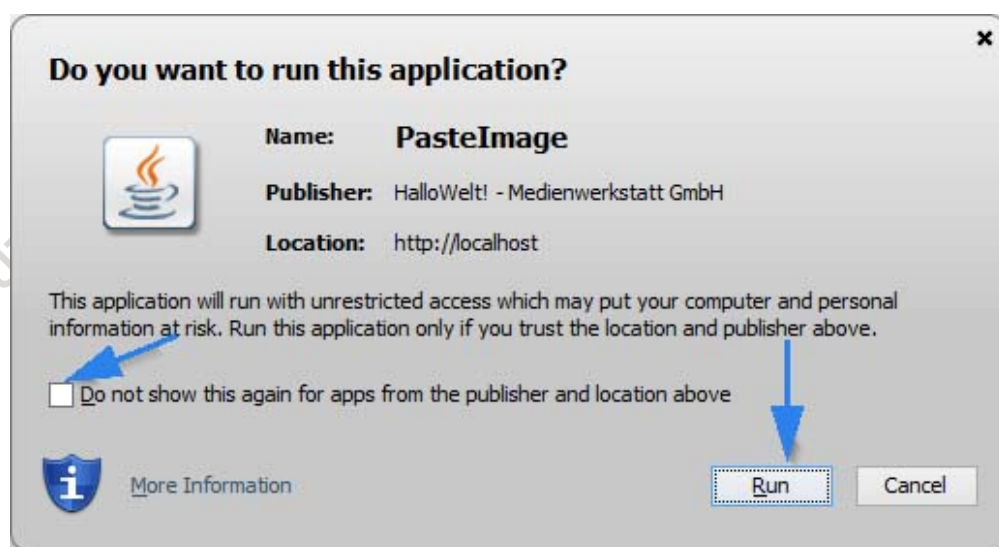 Do you want to run this application?
Name: PasteImage
Publisher: HalloWelt! - Medienwerkstatt GmbH
Location: http://localhost
This application will run with unrestricted access which may put your computer and personal
information at risk. Run this application only if you trust the location and publisher above.
Do not show this again for apps from the publisher and location above
More Information
Run Cancel